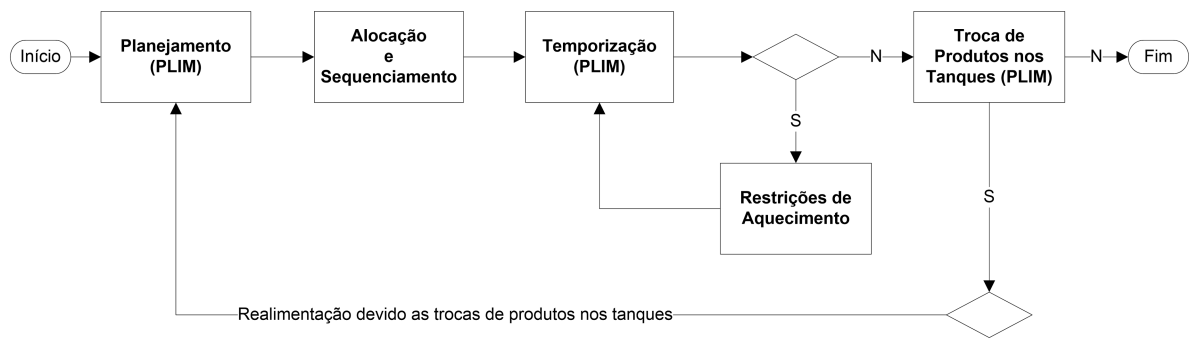 Início
Planejamento
(PLIM)
Alocação
e
Sequenciamento
Temporização
(PLIM)
N
Troca de
Produtos nos
Tanques (PLIM)
N
Fim
S
Restrições de
Aquecimento
S
Realimentação devido as trocas de produtos nos tanques